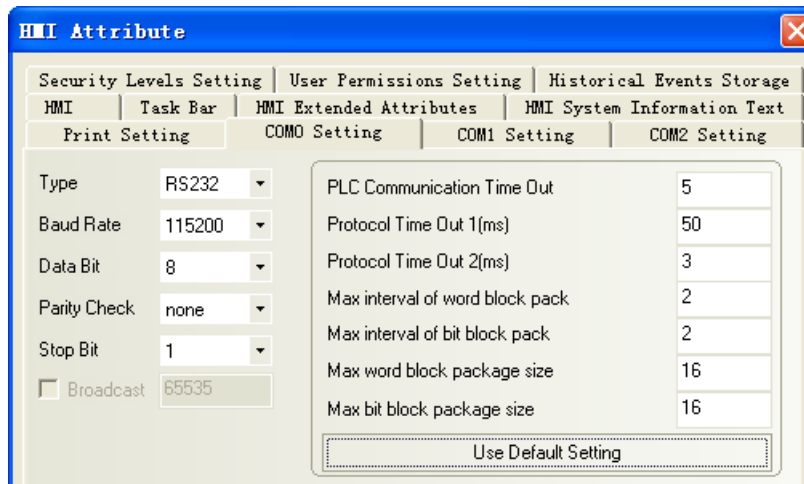 HMI Attribute
Security Levels Setting User Permissions Setting Historical Events Storage
HMI Task Bar HMI Extended Attributes HMI System Information Text
Print Setting COM0 Setting COM1 Setting COM2 Setting
Type RS232
Baud Rate 115200
Data Bit 8
Parity Check none
Stop Bit 1
Broadcast 65535
PLC Communication Time Out 5
Protocol Time Out 1(ms) 50
Protocol Time Out 2(ms) 3
Max interval of word block pack 2
Max interval of bit block pack 2
Max word block package size 16
Max bit block package size 16
Use Default Setting